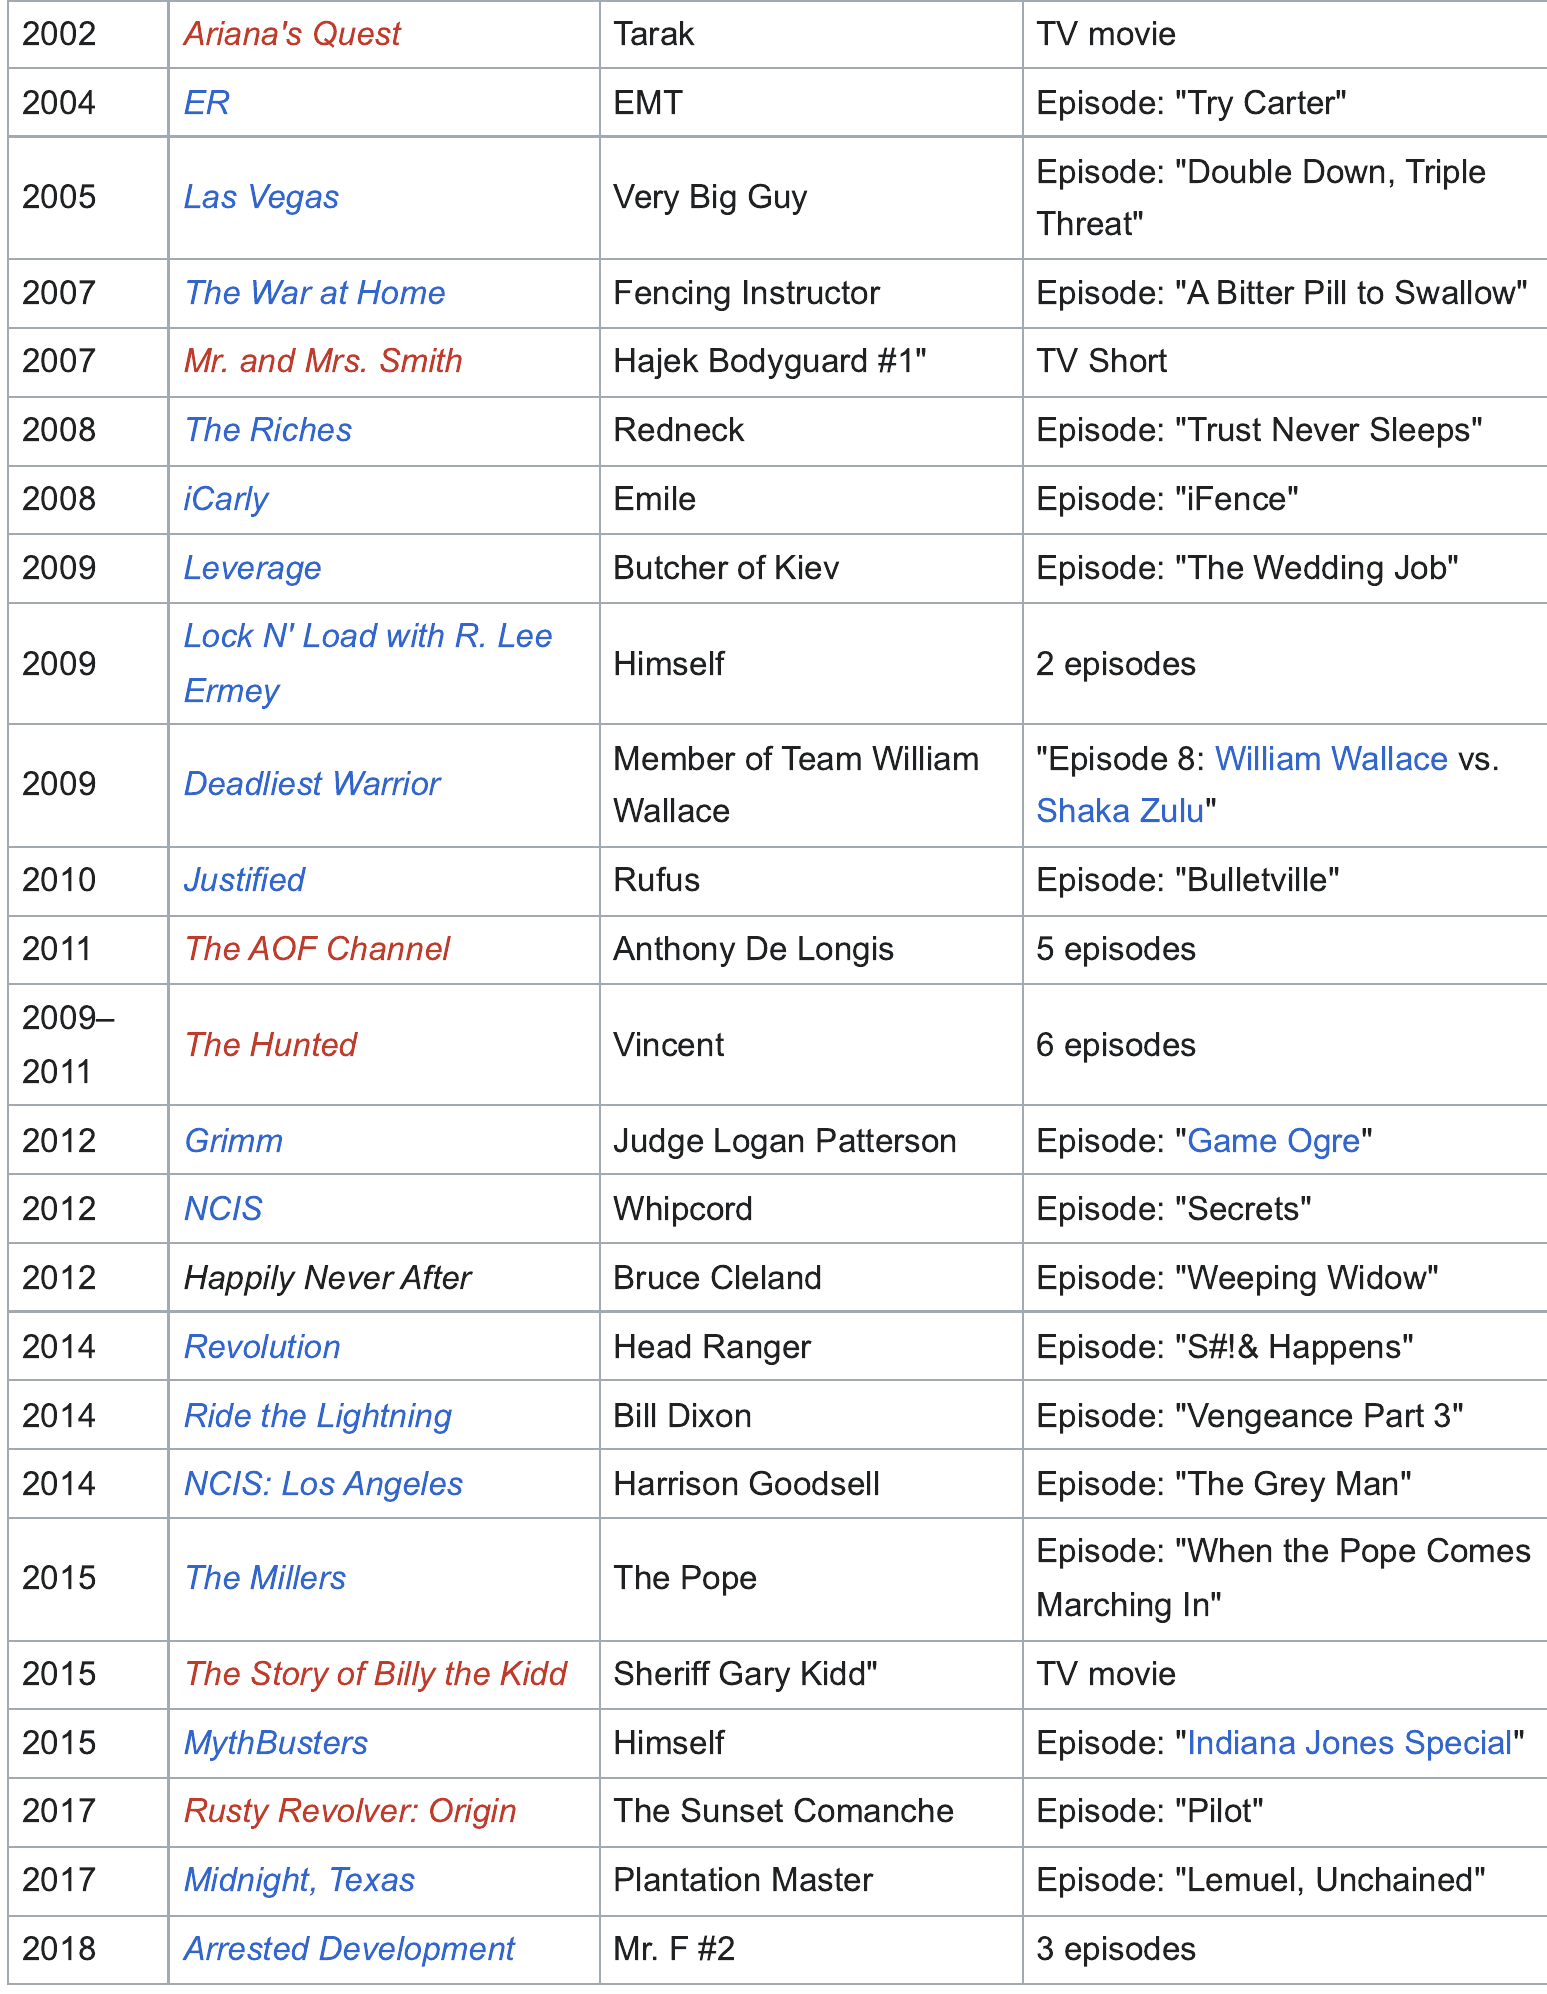 2002 Ariana's Quest Tarak TV movie
2004 ER EMT Episode: "Try Carter"
2005 Las Vegas Very Big Guy Episode: "Double Down, Triple
Threat"
2007 The War at Home Fencing Instructor Episode: "A Bitter Pill to Swallow"
2007 Mr. and Mrs. Smith Hajek Bodyguard #1" TV Short
2008 The Riches Redneck Episode: "Trust Never Sleeps"
2008 iCarly Emile Episode: "iFence"
2009 Leverage Butcher of Kiev Episode: "The Wedding Job"
2009 Lock N' Load with R. Lee
Ermey Himself 2 episodes
2009 Deadliest Warrior Member of Team William
Wallace "Episode 8: William Wallace vs.
Shaka Zulu"
2010 Justified Rufus Episode: "Bulletville"
2011 The AOF Channel Anthony De Longis 5 episodes
2009–
2011 The Hunted Vincent 6 episodes
2012 Grimm Judge Logan Patterson Episode: "Game Ogre"
2012 NCIS Whipcord Episode: "Secrets"
2012 Happily Never After Bruce Cleland Episode: "Weeping Widow"
2014 Revolution Head Ranger Episode: "S#!& Happens"
2014 Ride the Lightning Bill Dixon Episode: "Vengeance Part 3"
2014 NCIS: Los Angeles Harrison Goodsell Episode: "The Grey Man"
2015 The Millers The Pope Episode: "When the Pope Comes
Marching In"
2015 The Story of Billy the Kidd Sheriff Gary Kidd" TV movie
2015 MythBusters Himself Episode: "Indiana Jones Special"
2017 Rusty Revolver: Origin The Sunset Comanche Episode: "Pilot"
2017 Midnight, Texas Plantation Master Episode: "Lemuel, Unchained"
2018 Arrested Development Mr. F #2 3 episodes